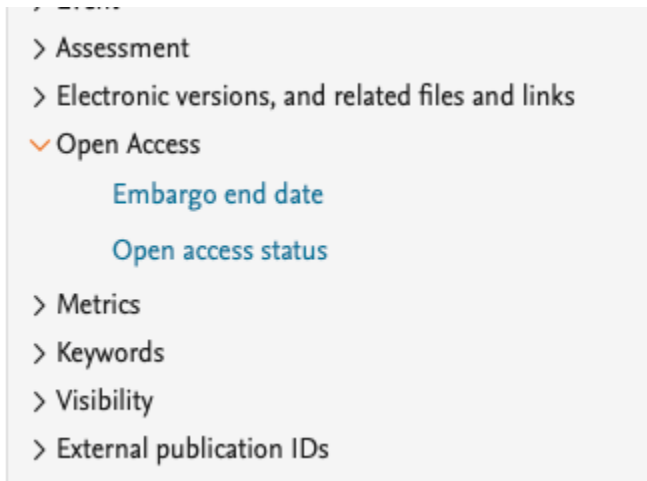 Assessment
Electronic versions, and related files and links
Open Access
Embargo end date
Open access status
Metrics
Keywords
Visibility
External publication IDs